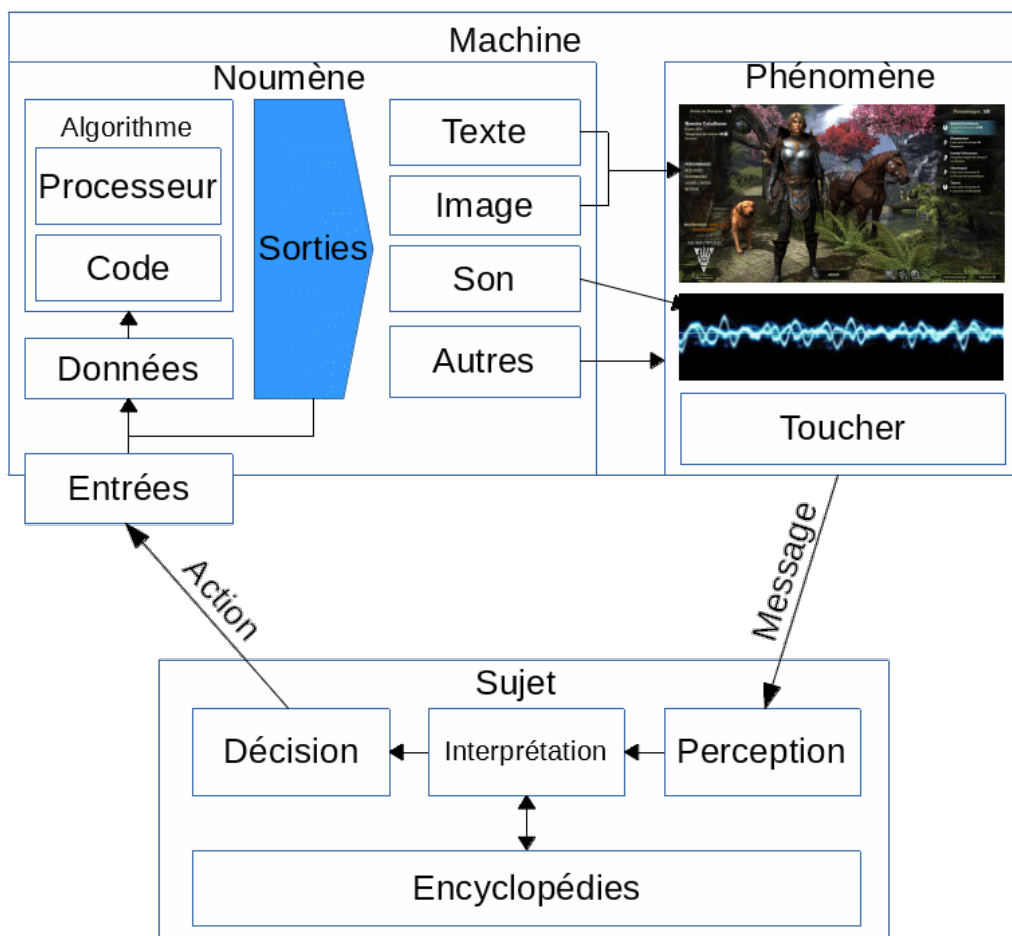 Machine
Noumène
Phénomène
Algorithme
Processeur
Code
Données
Entrées
Sorties
Texte
Image
Son
Autres
Toucher
Action
Message
Sujet
Décision
Interprétation
Perception
Encyclopédies